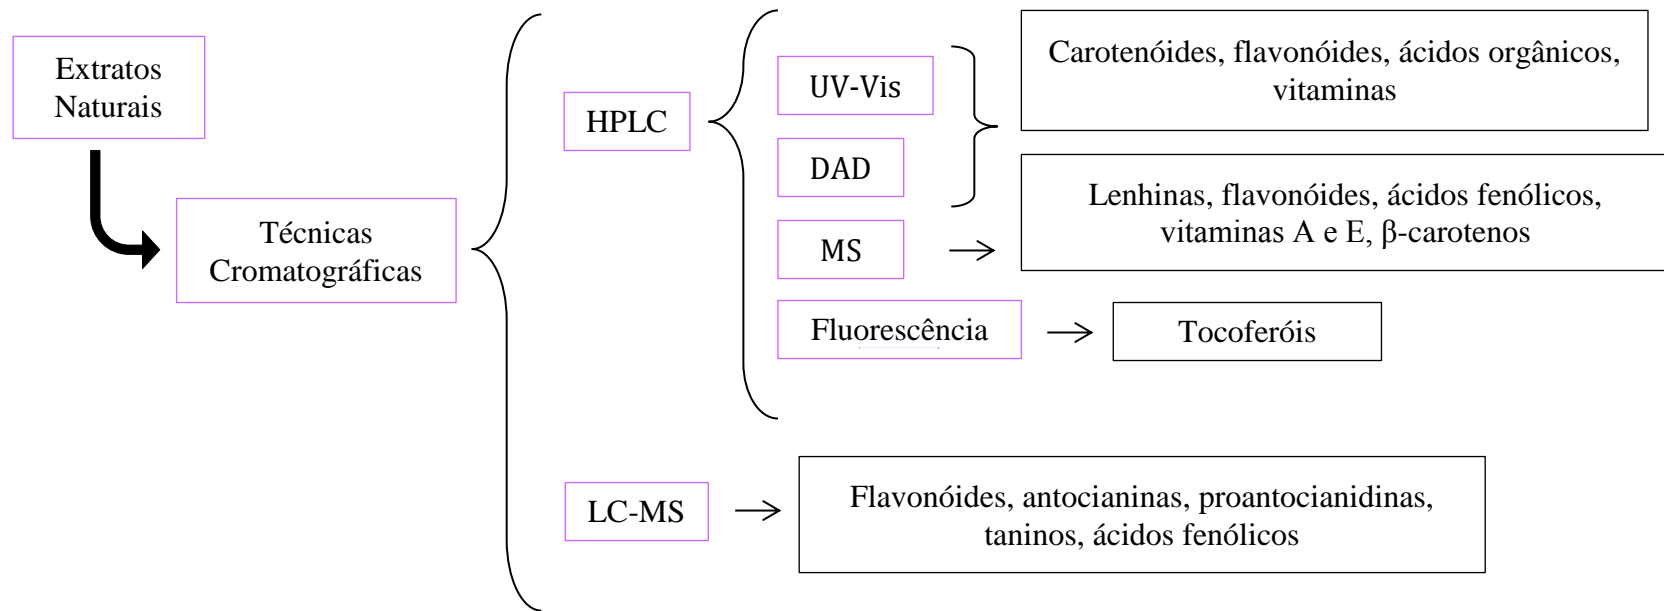 Extratos
Naturais
Técnicas
Cromatográficas
HPLC
UV-Vis
DAD
Carotenóides, flavonóides, ácidos orgânicos,
vitaminas
MS
Lenhinas, flavonóides, ácidos fenólicos,
vitaminas A e E, β-carotenos
Fluorescência
Tocoferóis
LC-MS
Flavonóides, antocianinas, proantocianidinas,
taninos, ácidos fenólicos